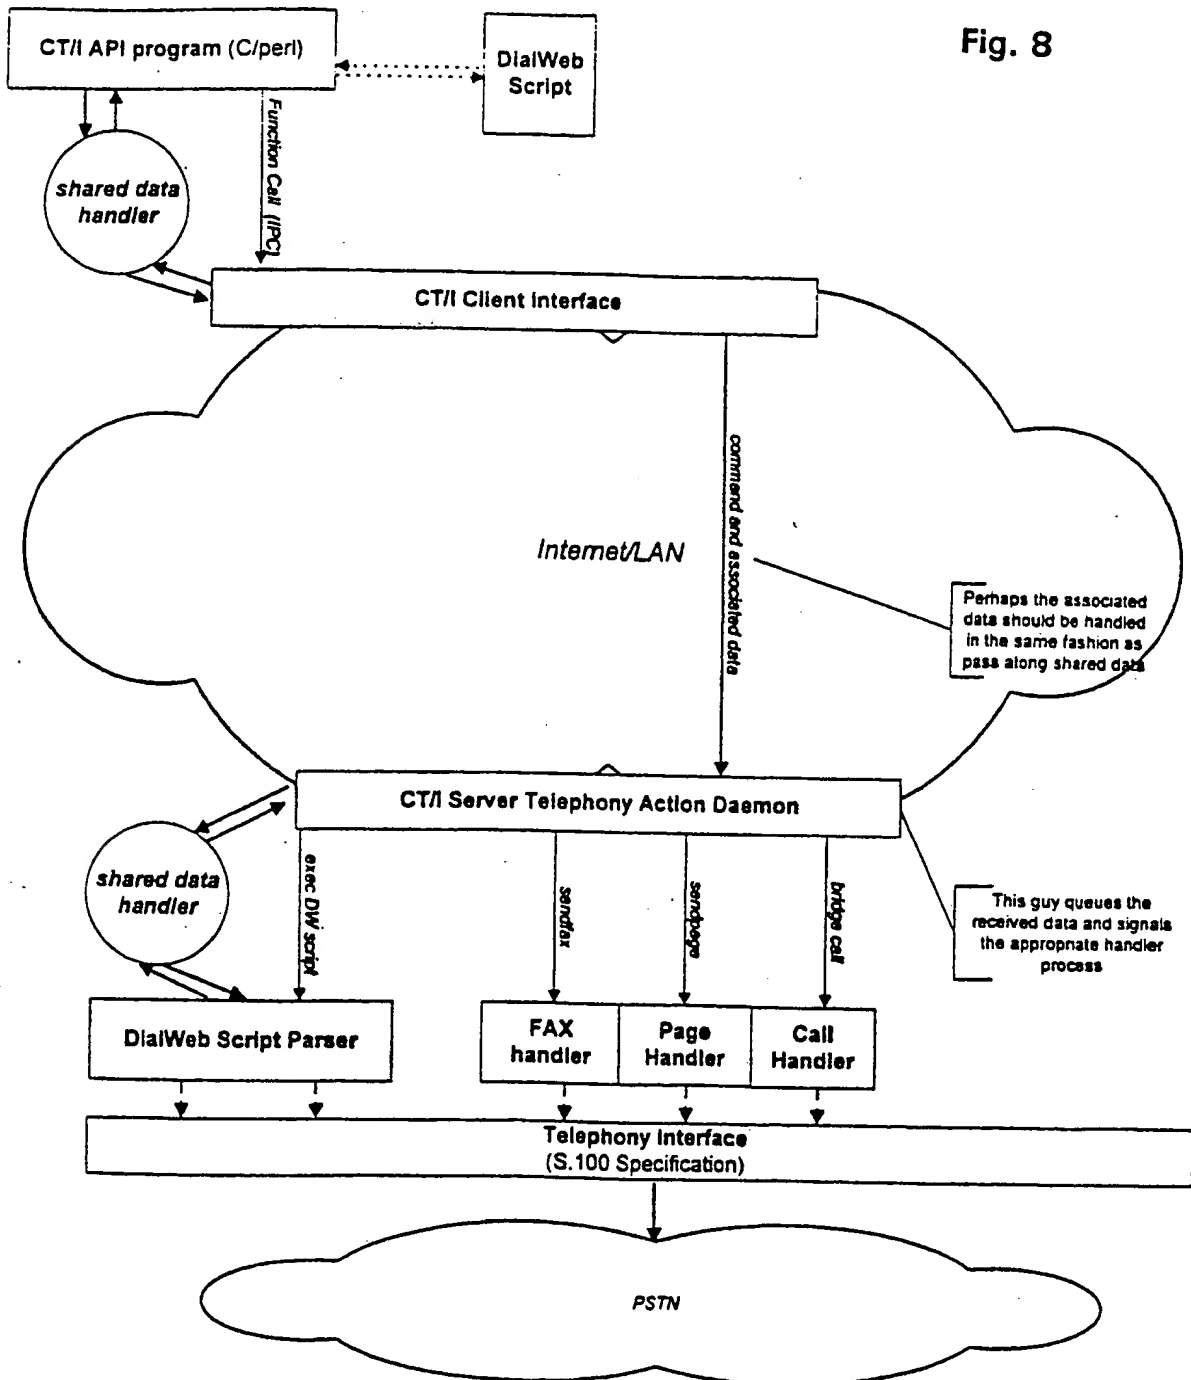 Fig. 8
CT/I API program (C/perl)
DialWeb
Script
Function Call (IPC)
shared data
handler
CT/I Client Interface
command and associated data
Internet/LAN
Perhaps the associated
data should be handled
in the same fashion as
pass along shared data
CT/I Server Telephony Action Daemon
shared data
handler
exec DW script
sendfax
sendpage
bridge call
This guy queues the
received data and signals
the appropriate handler
process
DialWeb Script Parser
FAX
handler
Page
Handler
Call
Handler
Telephony Interface
(S.100 Specification)
PSTN